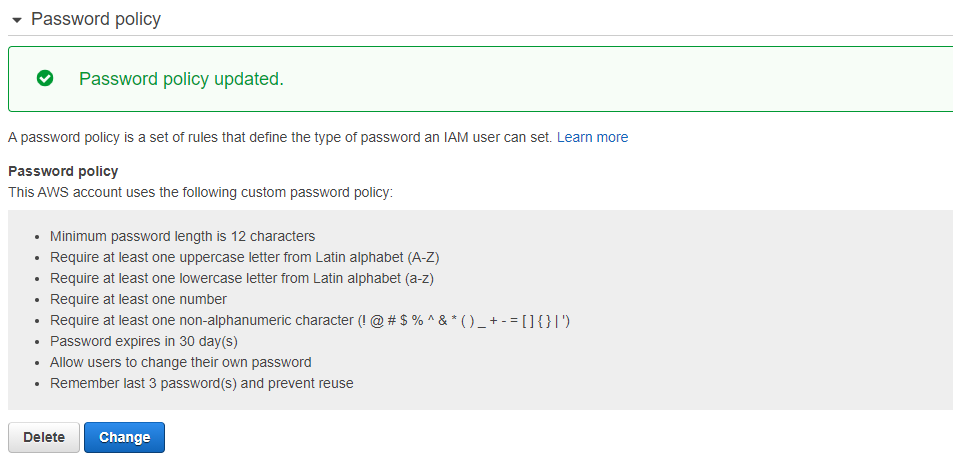 Password policy
Password policy updated.
A password policy is a set of rules that define the type of password an IAM user can set. Learn more
Password policy
This AWS account uses the following custom password policy:
• Minimum password length is 12 characters
• Require at least one uppercase letter from Latin alphabet (A-Z)
• Require at least one lowercase letter from Latin alphabet (a-z)
• Require at least one number
• Require at least one non-alphanumeric character (! @ # $ % ^ & * ( ) _ + - = [ ] { } | ')
• Password expires in 30 day(s)
• Allow users to change their own password
• Remember last 3 password(s) and prevent reuse
Delete Change